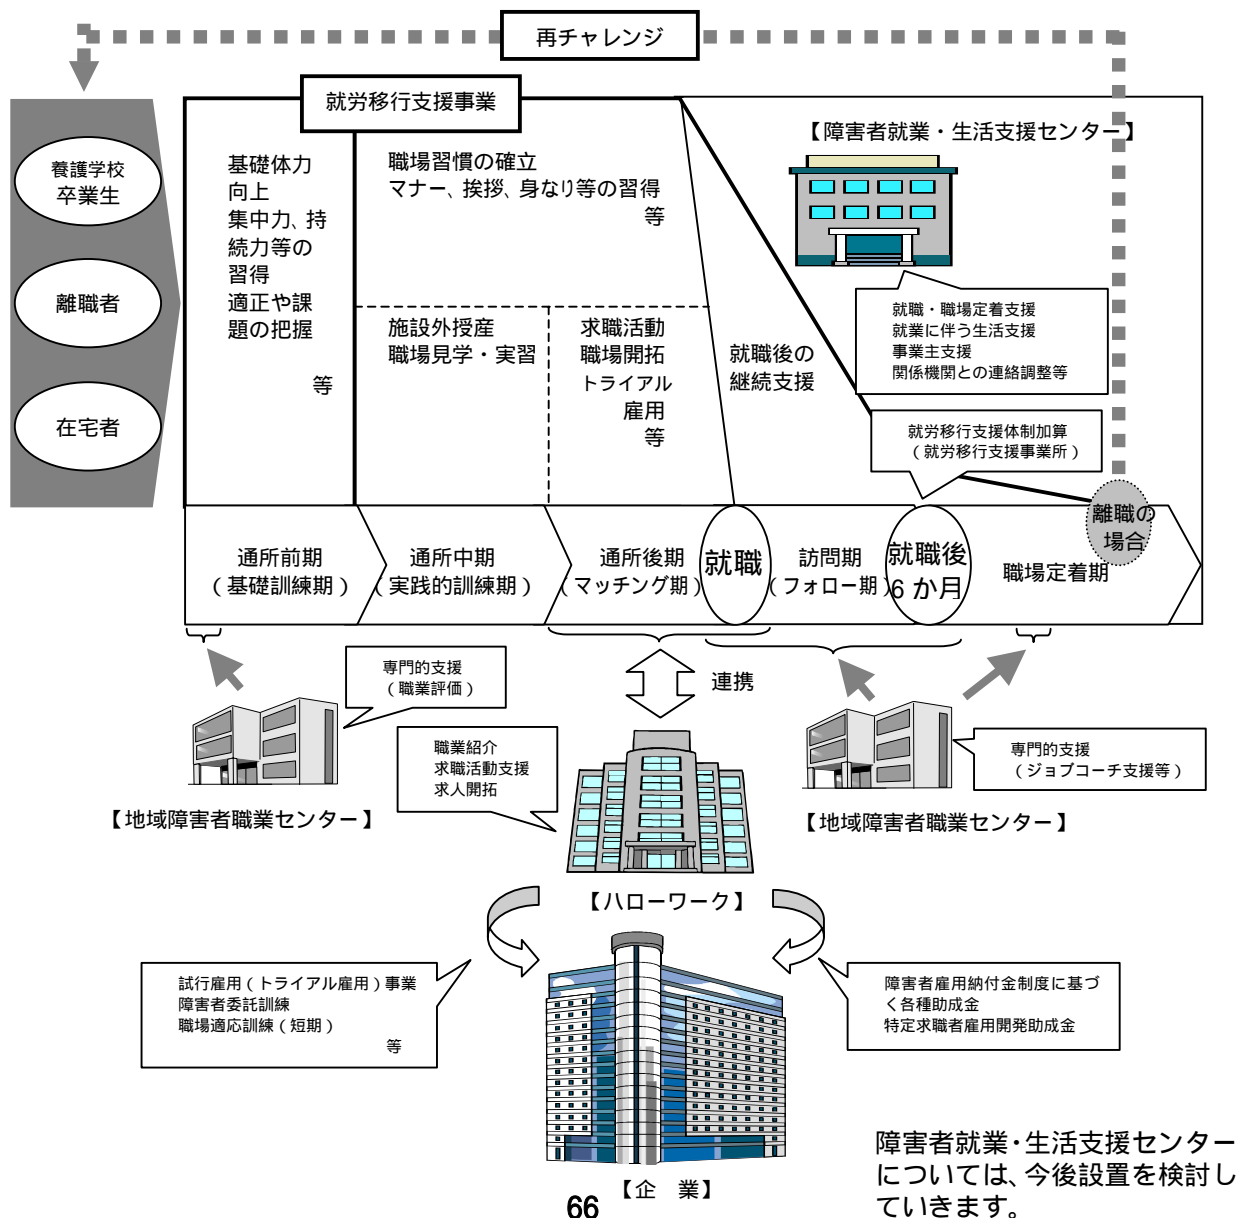 再チャレンジ
就労移行支援事業
【障害者就業・生活支援センター】
養護学校
卒業生
離職者
在宅者
基礎体力
向上
集中力、持
続力等の
習得
適正や課
題の把握
等
職場習慣の確立
マナー、挨拶、身なり等の習得
等
施設外授産
職場見学・実習
求職活動
職場開拓
トライアル
雇用
等
就職後の
継続支援
就職・職場定着支援
就業に伴う生活支援
事業主支援
関係機関との連絡調整等
就労移行支援体制加算
（就労移行支援事業所）
離職の
場合
通所前期
（基礎訓練期）
通所中期
（実践的訓練期）
通所後期
（マッチング期）
就職
訪問期
（フォロー期）
就職後
6か月
職場定着期
専門的支援
（職業評価）
【地域障害者職業センター】
連携
職業紹介
求職活動支援
求人開拓
【ハローワーク】
専門的支援
（ジョブコーチ支援等）
【地域障害者職業センター】
試行雇用（トライアル雇用）事業
障害者委託訓練
職場適応訓練（短期）
等
障害者雇用納付金制度に基づ
く各種助成金
特定求職者雇用開発助成金
【企　業】
障害者就業・生活支援センター
については、今後設置を検討し
ていきます。
66